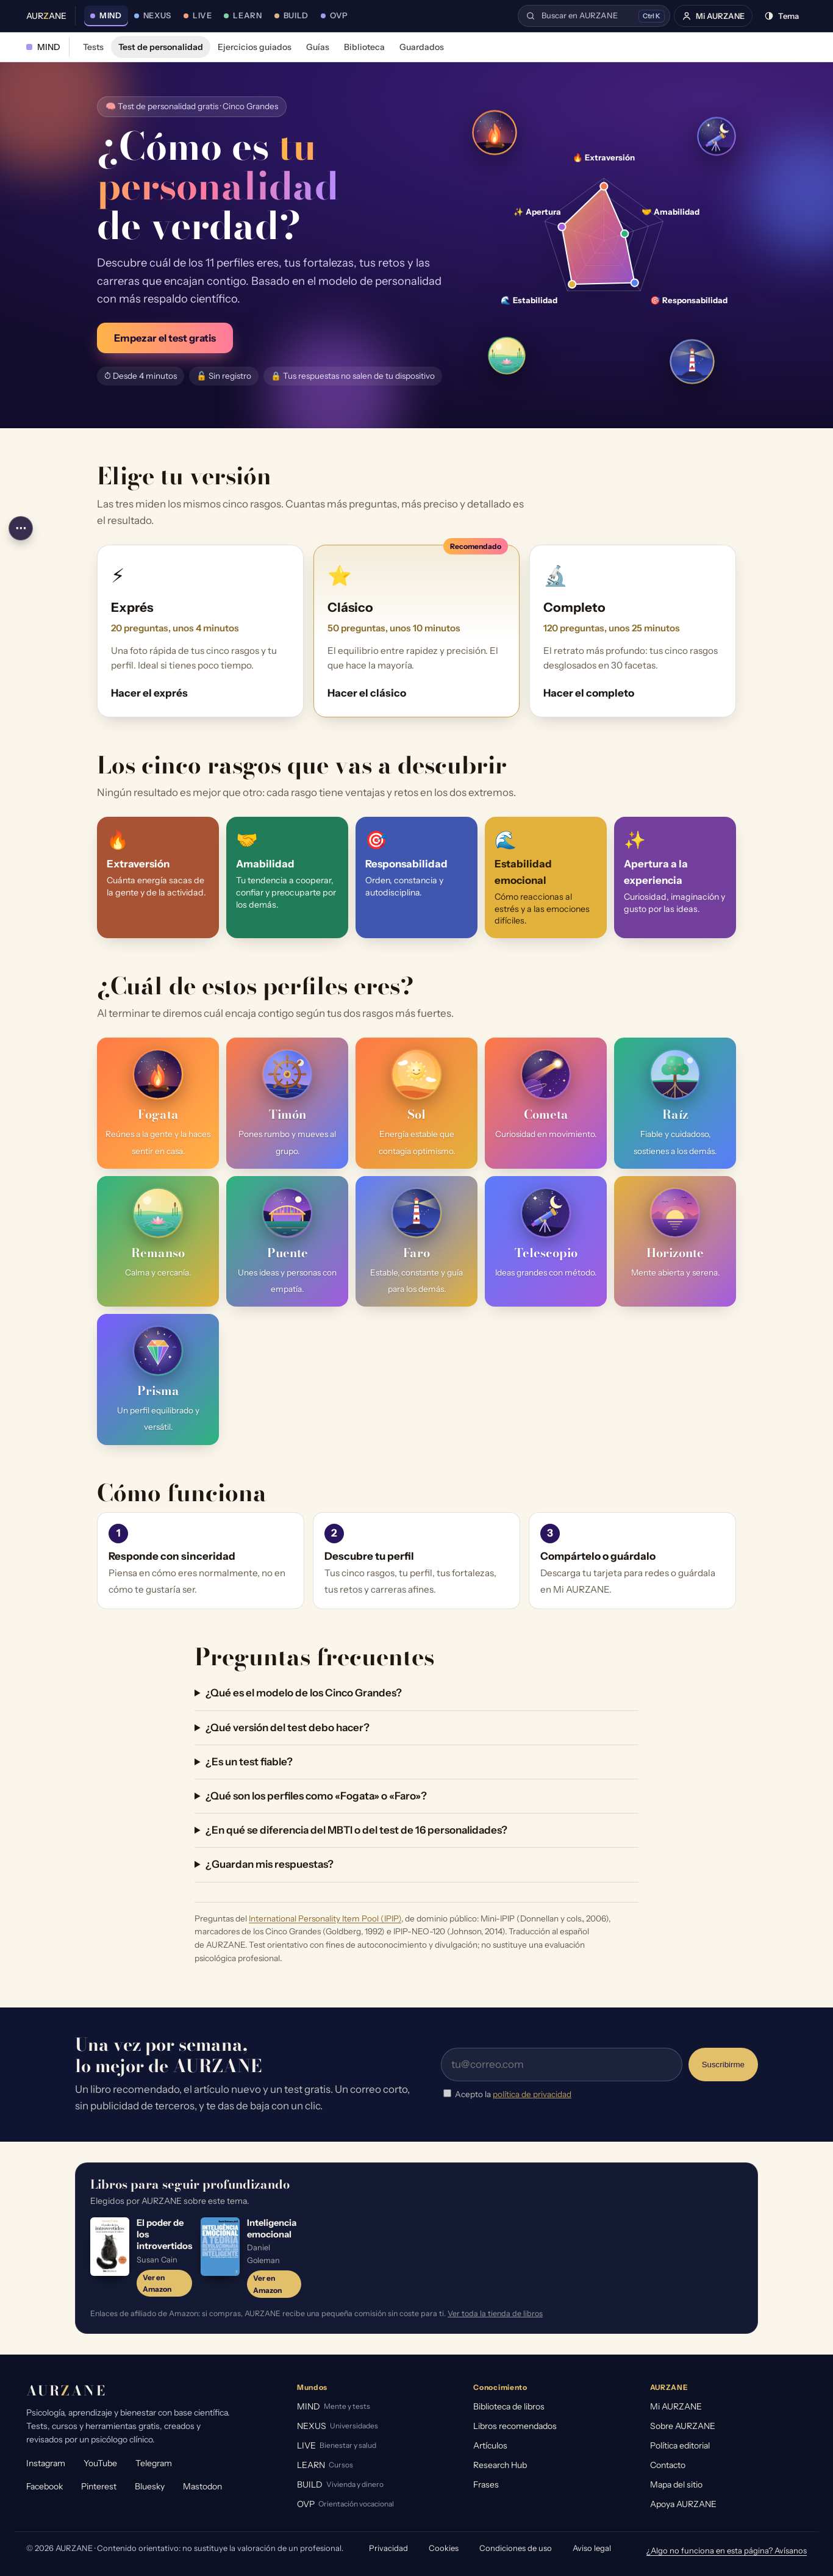 AURZANE
MIND
NEXUS
LIVE
LEARN
BUILD
OVP
Buscar en AURZANE
Ctrl K
Mi AURZANE
Tema
MIND
Tests
Test de personalidad
Ejercicios guiados
Guías
Biblioteca
Guardados
Test de personalidad gratis · Cinco Grandes
¿Cómo es tu
personalidad
de verdad?
Descubre cuál de los 11 perfiles eres, tus fortalezas, tus retos y las
carreras que encajan contigo. Basado en el modelo de personalidad
con más respaldo científico.
Empezar el test gratis
Desde 4 minutos
Sin registro
Tus respuestas no salen de tu dispositivo
Extraversión
Apertura
Amabilidad
Estabilidad
Responsabilidad
Elige tu versión
Las tres miden los mismos cinco rasgos. Cuantas más preguntas, más preciso y detallado es
el resultado.
Exprés
20 preguntas, unos 4 minutos
Una foto rápida de tus cinco rasgos y tu
perfil. Ideal si tienes poco tiempo.
Hacer el exprés
Recomendado
Clásico
50 preguntas, unos 10 minutos
El equilibrio entre rapidez y precisión. El
que hace la mayoría.
Hacer el clásico
Completo
120 preguntas, unos 25 minutos
El retrato más profundo: tus cinco rasgos
desglosados en 30 facetas.
Hacer el completo
Los cinco rasgos que vas a descubrir
Ningún resultado es mejor que otro: cada rasgo tiene ventajas y retos en los dos extremos.
Extraversión
Cuánta energía sacas de
la gente y de la actividad.
Amabilidad
Tu tendencia a cooperar,
confiar y preocuparte por
los demás.
Responsabilidad
Orden, constancia y
autodisciplina.
Estabilidad
emocional
Cómo reaccionas al
estrés y a las emociones
difíciles.
Apertura a la
experiencia
Curiosidad, imaginación y
gusto por las ideas.
¿Cuál de estos perfiles eres?
Al terminar te diremos cuál encaja contigo según tus dos rasgos más fuertes.
Fogata
Reúnes a la gente y la haces
sentir en casa.
Timón
Pones rumbo y mueves al
grupo.
Sol
Energía estable que
contagia optimismo.
Cometa
Curiosidad en movimiento.
Raíz
Fiable y cuidadoso,
sostienes a los demás.
Remanso
Calma y cercanía.
Puente
Unes ideas y personas con
empatía.
Faro
Estable, constante y guía
para los demás.
Telescopio
Ideas grandes con método.
Horizonte
Mente abierta y serena.
Prisma
Un perfil equilibrado y
versátil.
Cómo funciona
1
Responde con sinceridad
Piensa en cómo eres normalmente, no en
cómo te gustaría ser.
2
Descubre tu perfil
Tus cinco rasgos, tu perfil, tus fortalezas,
tus retos y carreras afines.
3
Compártelo o guárdalo
Descarga tu tarjeta para redes o guárdala
en Mi AURZANE.
Preguntas frecuentes
¿Qué es el modelo de los Cinco Grandes?
¿Qué versión del test debo hacer?
¿Es un test fiable?
¿Qué son los perfiles como «Fogata» o «Faro»?
¿En qué se diferencia del MBTI o del test de 16 personalidades?
¿Guardan mis respuestas?
Preguntas del International Personality Item Pool (IPIP), de dominio público: Mini-IPIP (Donnellan y cols., 2006),
marcadores de los Cinco Grandes (Goldberg, 1992) e IPIP-NEO-120 (Johnson, 2014). Traducción al español
de AURZANE. Test orientativo con fines de autoconocimiento y divulgación; no sustituye una evaluación
psicológica profesional.
Una vez por semana,
lo mejor de AURZANE
Un libro recomendado, el artículo nuevo y un test gratis. Un correo corto,
sin publicidad de terceros, y te das de baja con un clic.
tu@correo.com
Suscribirme
Acepto la política de privacidad
Libros para seguir profundizando
Elegidos por AURZANE sobre este tema.
El poder de
los
introvertidos
Susan Cain
Ver en
Amazon
INTELIGENCIA
EMOCIONAL
Inteligencia
emocional
Daniel
Goleman
Ver en
Amazon
Enlaces de afiliado de Amazon: si compras, AURZANE recibe una pequeña comisión sin coste para ti. Ver toda la tienda de libros
AURZANE
Psicología, aprendizaje y bienestar con base científica.
Tests, cursos y herramientas gratis, creados y
revisados por un psicólogo clínico.
Instagram
YouTube
Telegram
Facebook
Pinterest
Bluesky
Mastodon
Mundos
MIND Mente y tests
NEXUS Universidades
LIVE Bienestar y salud
LEARN Cursos
BUILD Vivienda y dinero
OVP Orientación vocacional
Conocimiento
Biblioteca de libros
Libros recomendados
Artículos
Research Hub
Frases
AURZANE
Mi AURZANE
Sobre AURZANE
Política editorial
Contacto
Mapa del sitio
Apoya AURZANE
© 2026 AURZANE · Contenido orientativo: no sustituye la valoración de un profesional.
Privacidad
Cookies
Condiciones de uso
Aviso legal
¿Algo no funciona en esta página? Avísanos